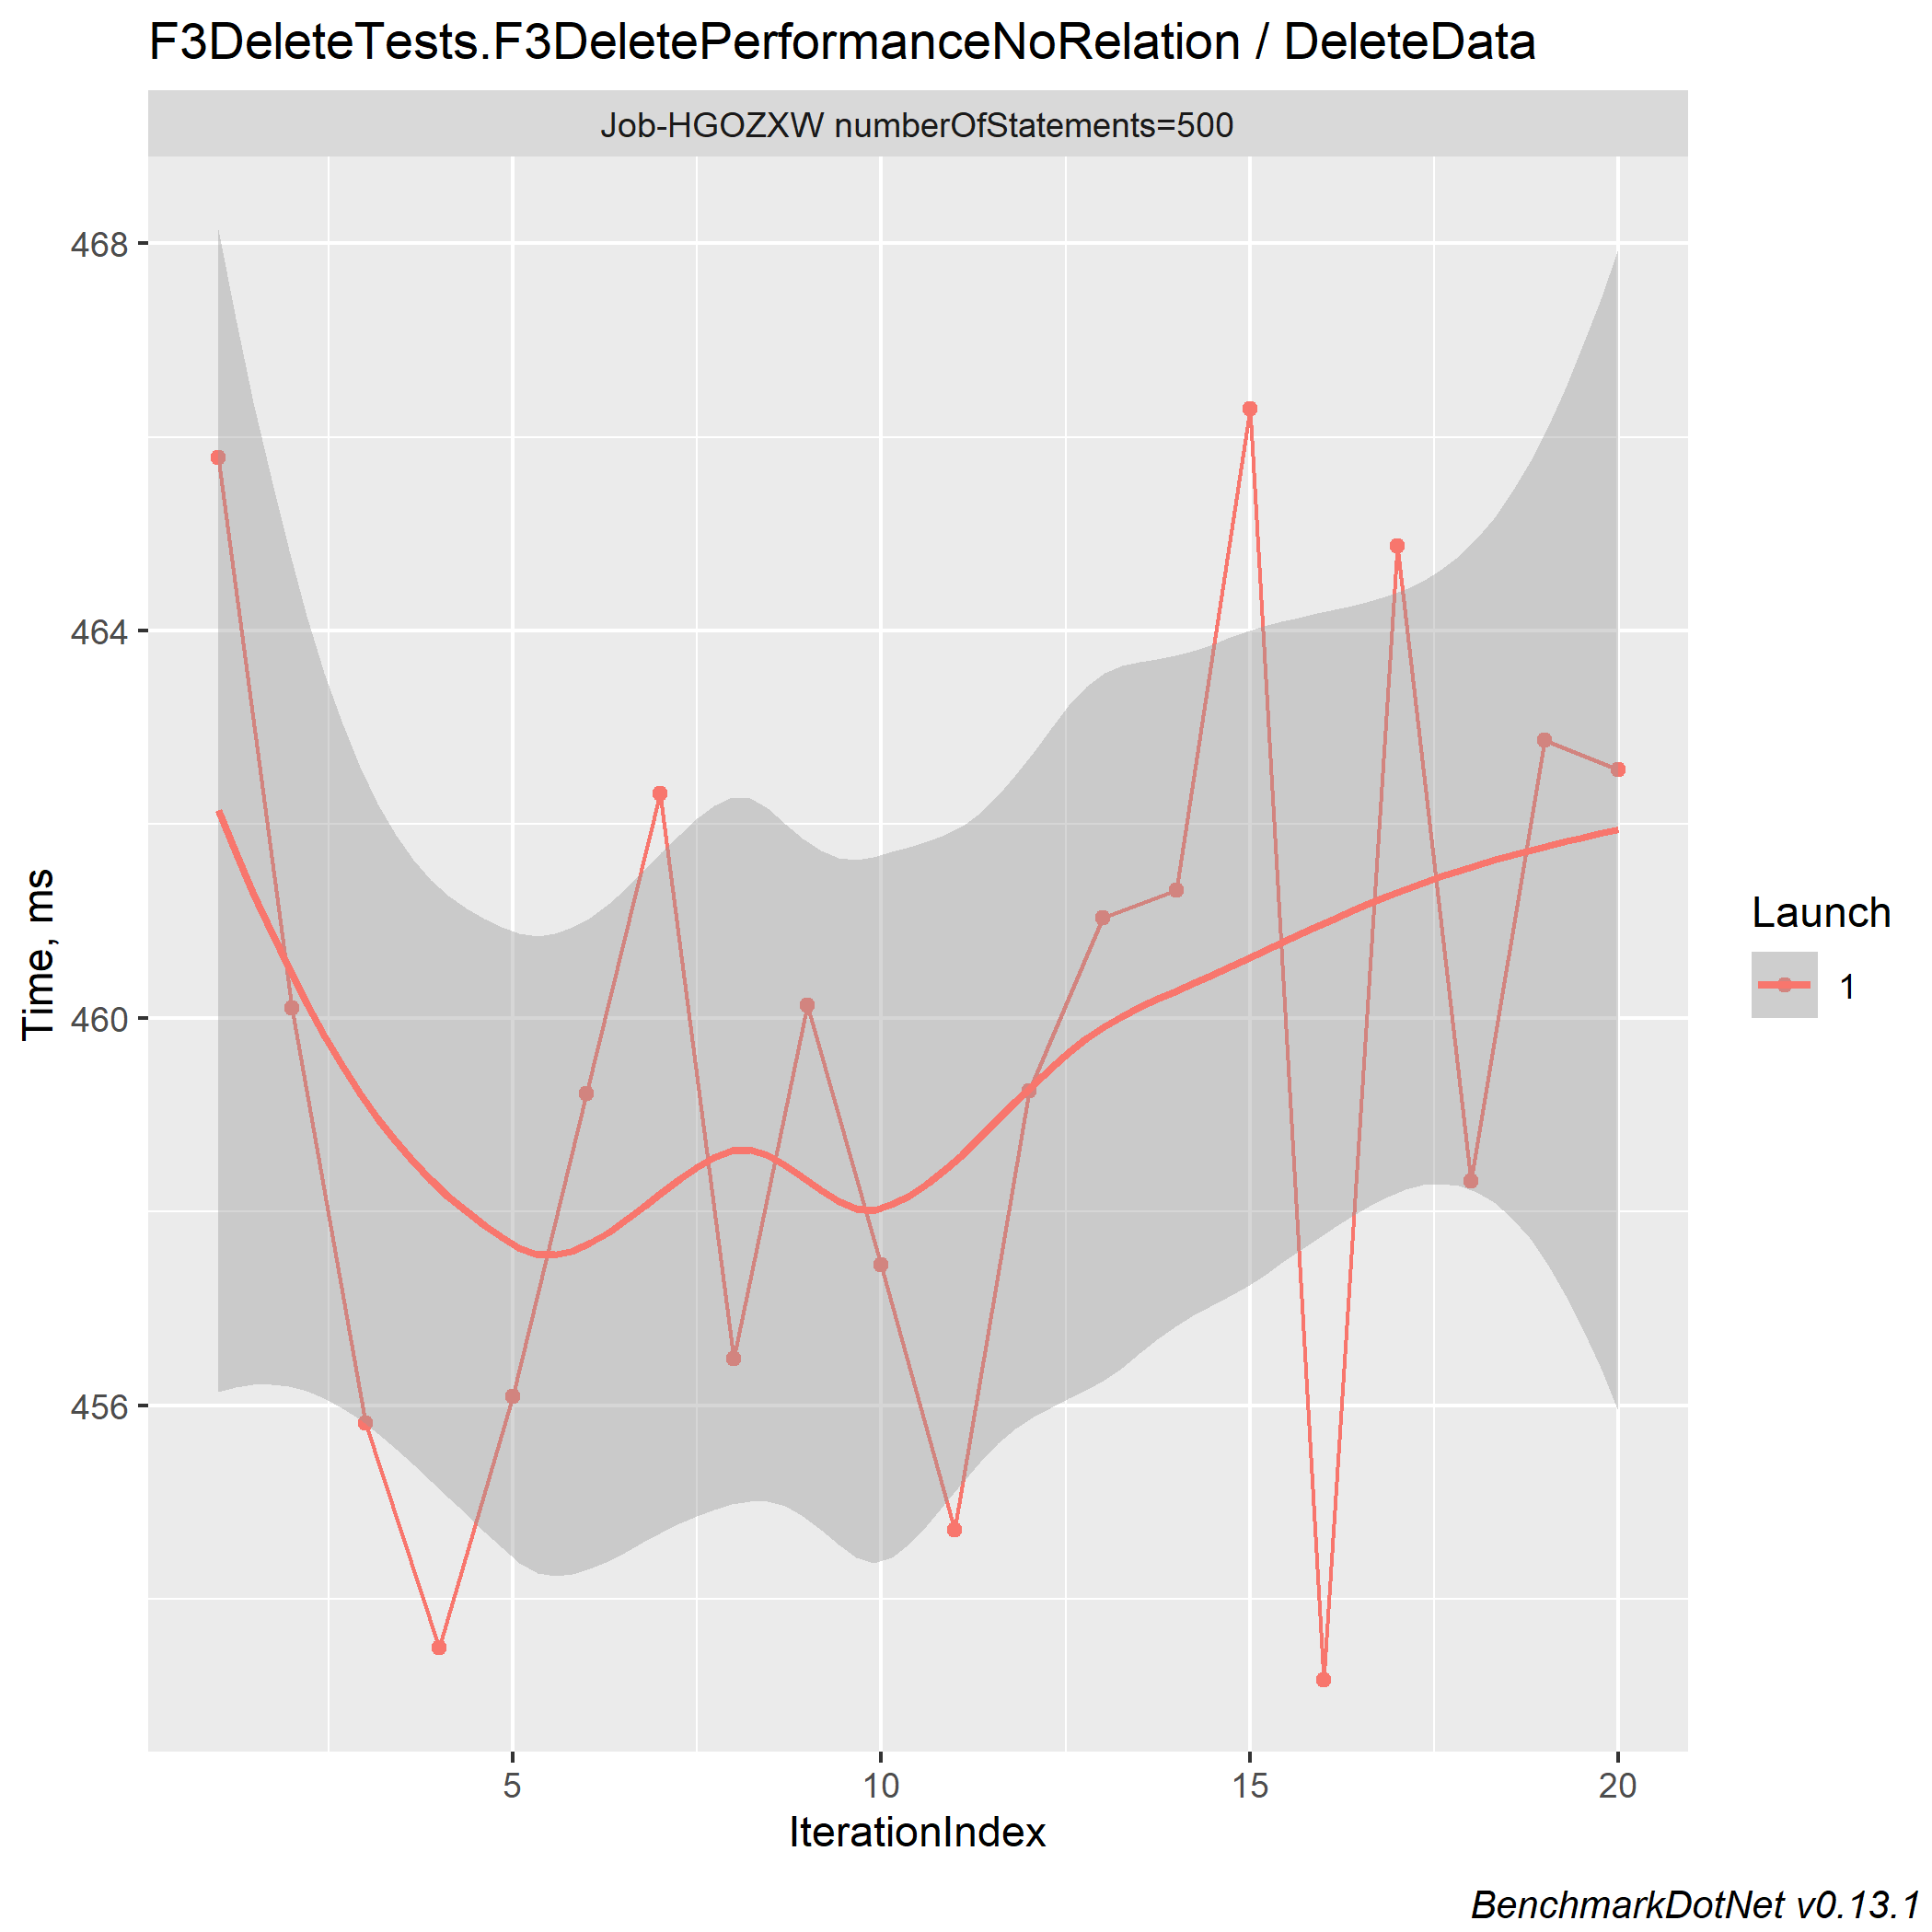 F3DeleteTests.F3DeletePerformanceNoRelation / DeleteData
Job-HGOZXW numberOfStatements=500
468
464
460
456
Time, ms
5 10 15 20
IterationIndex
Launch
1
BenchmarkDotNet v0.13.1